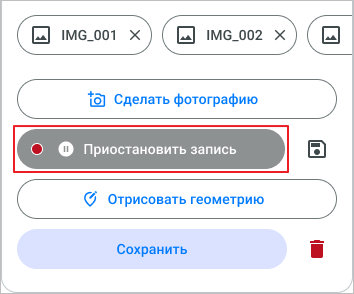 IMG_001
IMG_002
Сделать фотографию
Приостановить запись
Отрисовать геометрию
Сохранить